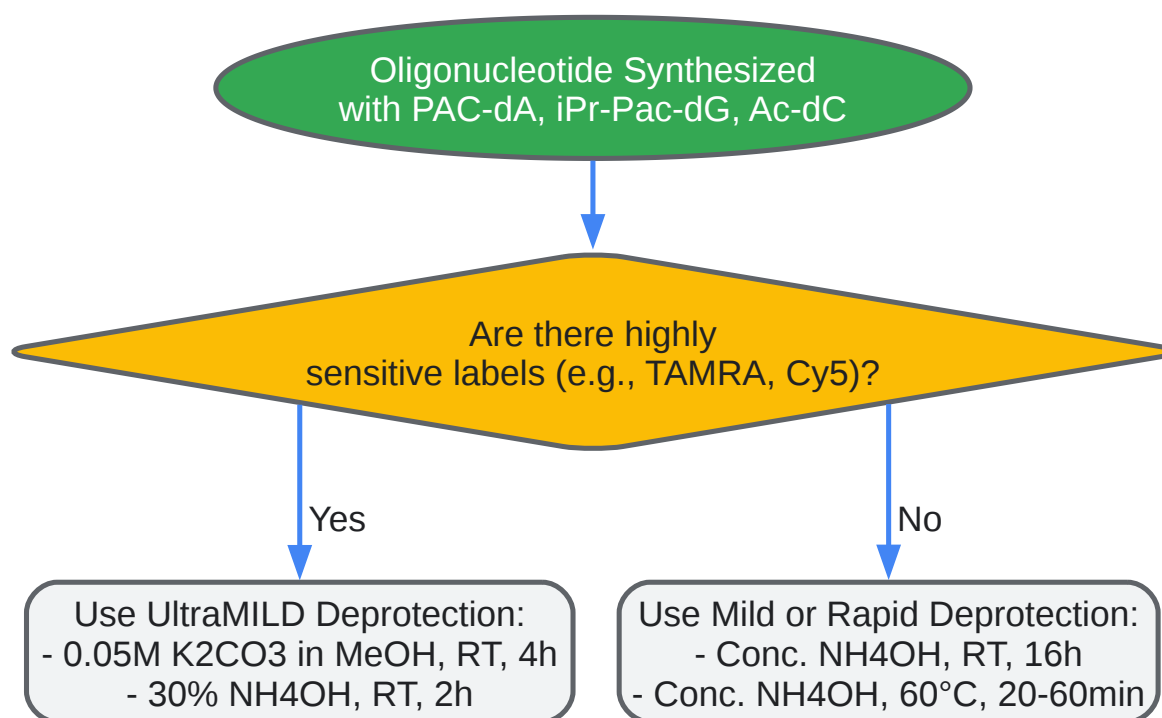 Oligonucleotide Synthesized
with PAC-dA, iPr-Pac-dG, Ac-dC
Are there highly
sensitive labels (e.g., TAMRA, Cy5)?
Yes
No
Use UltraMILD Deprotection:
- 0.05M K2CO3 in MeOH, RT, 4h
- 30% NH4OH, RT, 2h
Use Mild or Rapid Deprotection:
- Conc. NH4OH, RT, 16h
- Conc. NH4OH, 60°C, 20-60min